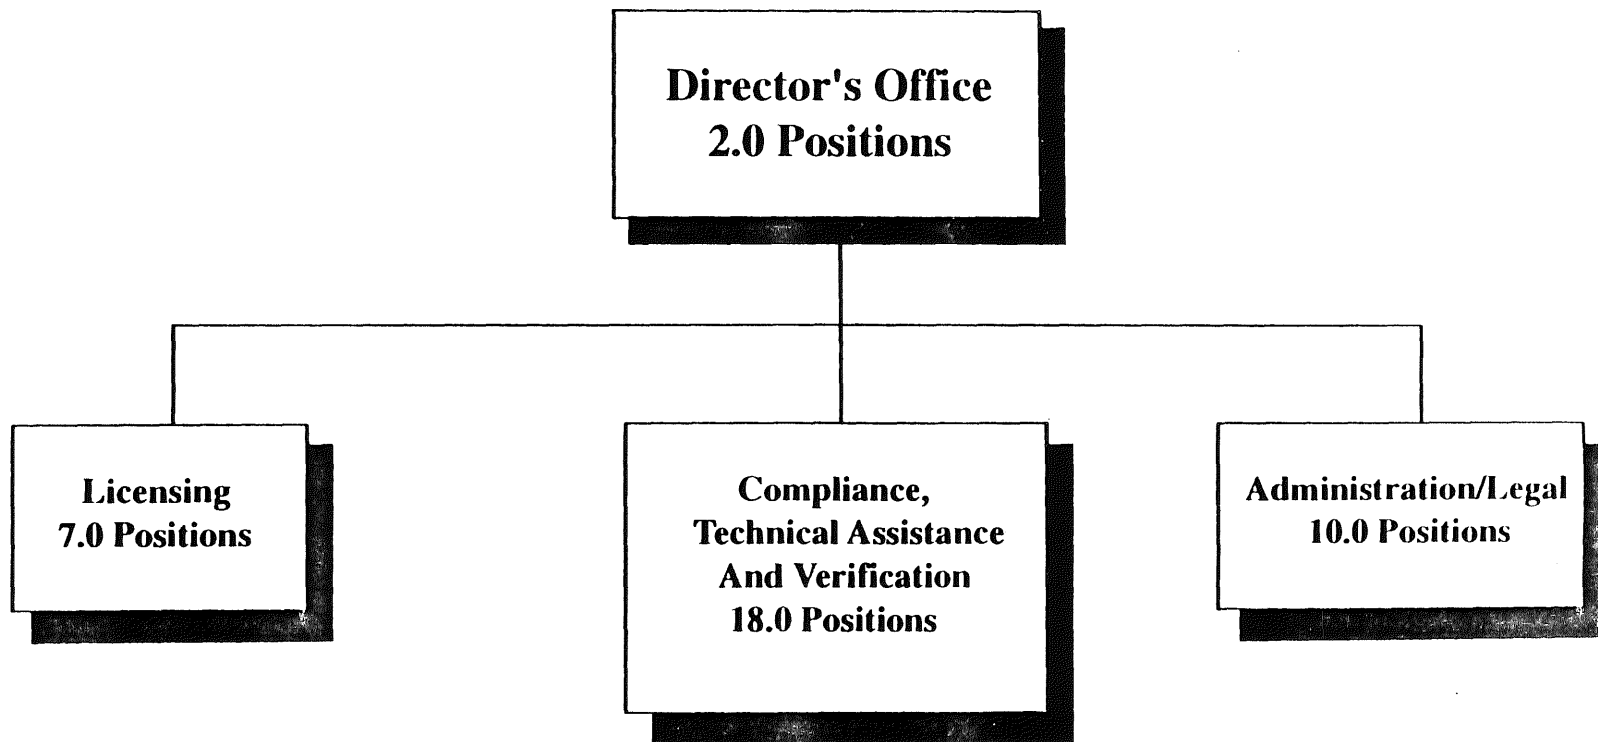 Director's Office
2.0 Positions
Licensing
7.0 Positions
Compliance,
Technical Assistance
And Verification
18.0 Positions
Administration/Legal
10.0 Positions